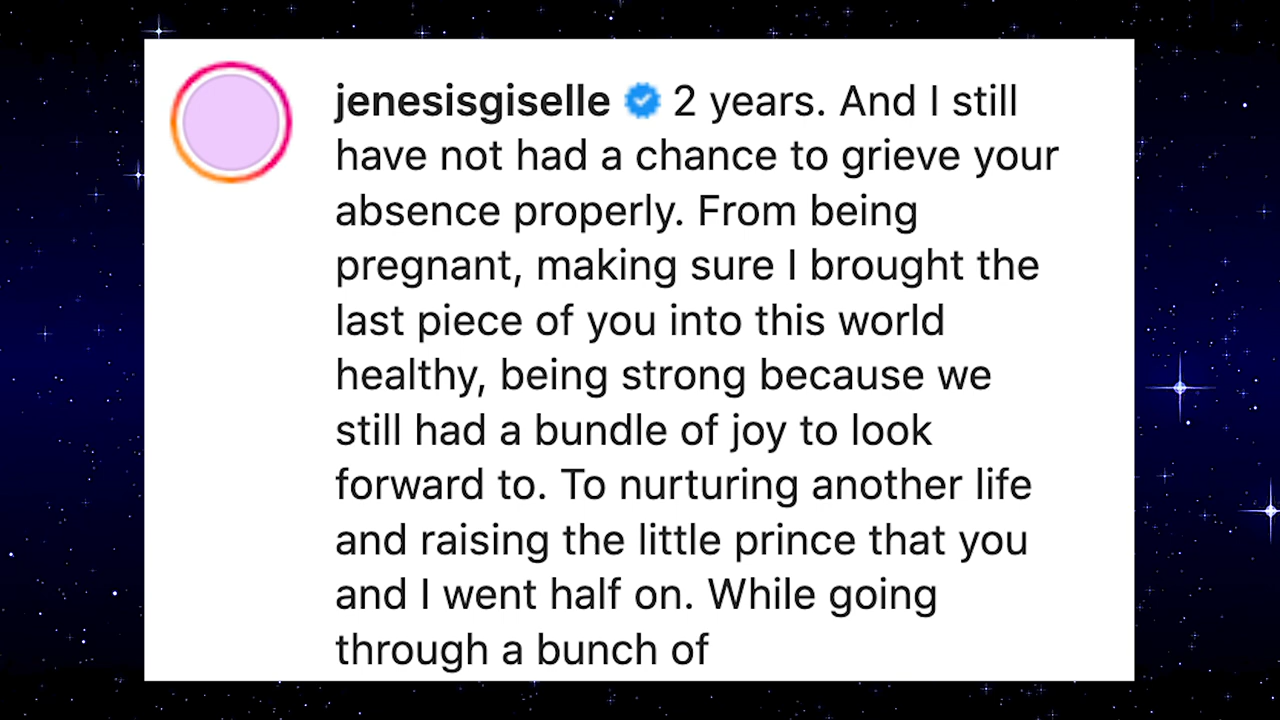 jenesisgiselle 2 years. And I still
have not had a chance to grieve your
absence properly. From being
pregnant, making sure I brought the
last piece of you into this world
healthy, being strong because we
still had a bundle of joy to look
forward to. To nurturing another life
and raising the little prince that you
and I went half on. While going
through a bunch of